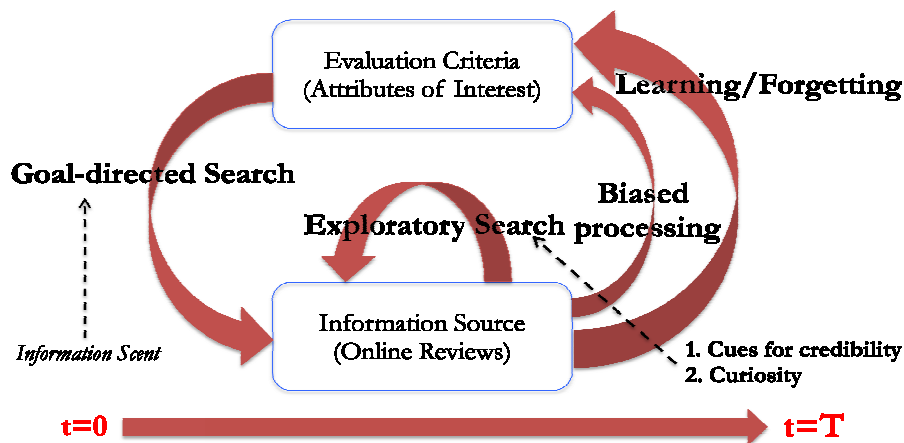 Evaluation Criteria
(Attributes of Interest)
Learning/Forgetting
Goal-directed Search
Biased
processing
Exploratory Search
Information Source
(Online Reviews)
Information Scent
1. Cues for credibility
2. Curiosity
t=0
t=T